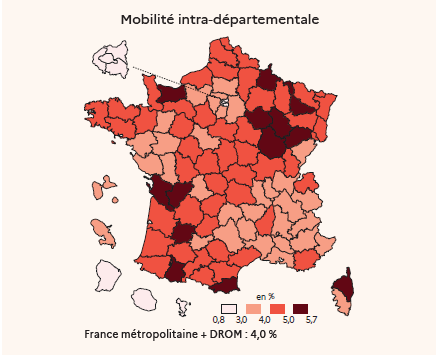 Mobilité intra-départementale
en %
0,8 3,0 4,0 5,0 5,7
France métropolitaine + DROM : 4,0 %